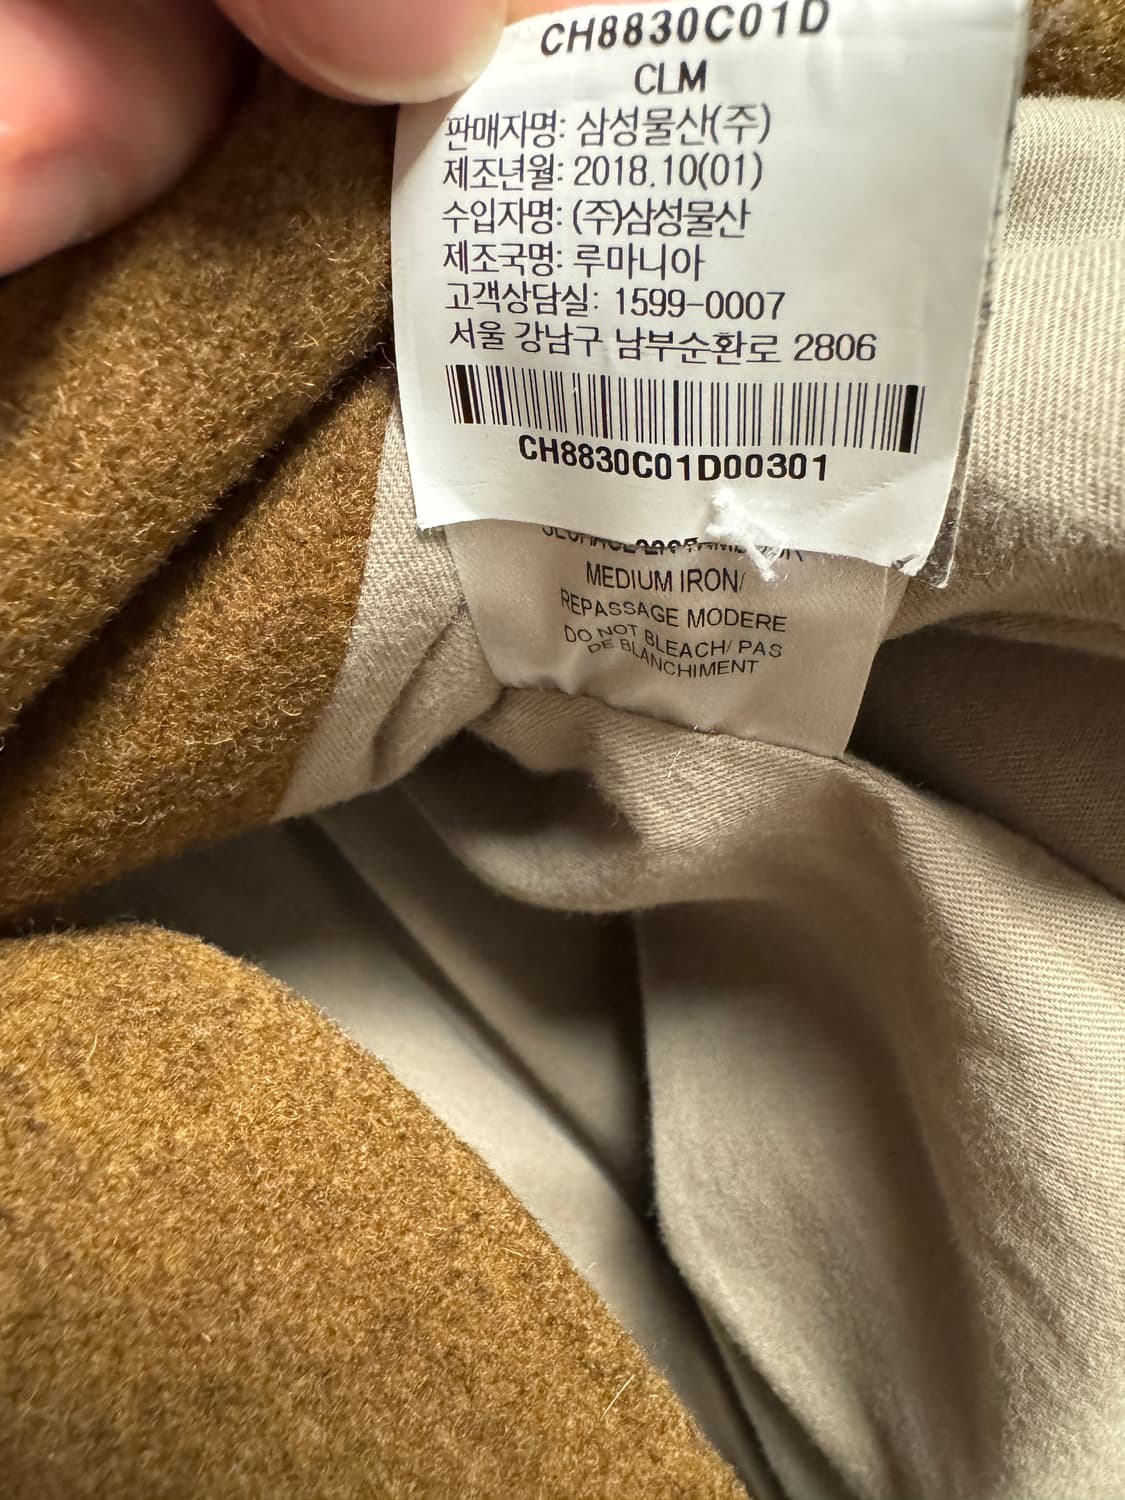 CH8830C01D
CLM
판매자명: 삼성물산(주)
제조년월: 2018.10(01)
수입자명: (주)삼성물산
제조국명: 루마니아
고객상담실: 1599-0007
서울 강남구 남부순환로 2806
CH8830C01D00301
MEDIUM IRON/
REPASSAGE MODERE
DO NOT BLEACH/ PAS
DE BLANCHIMENT